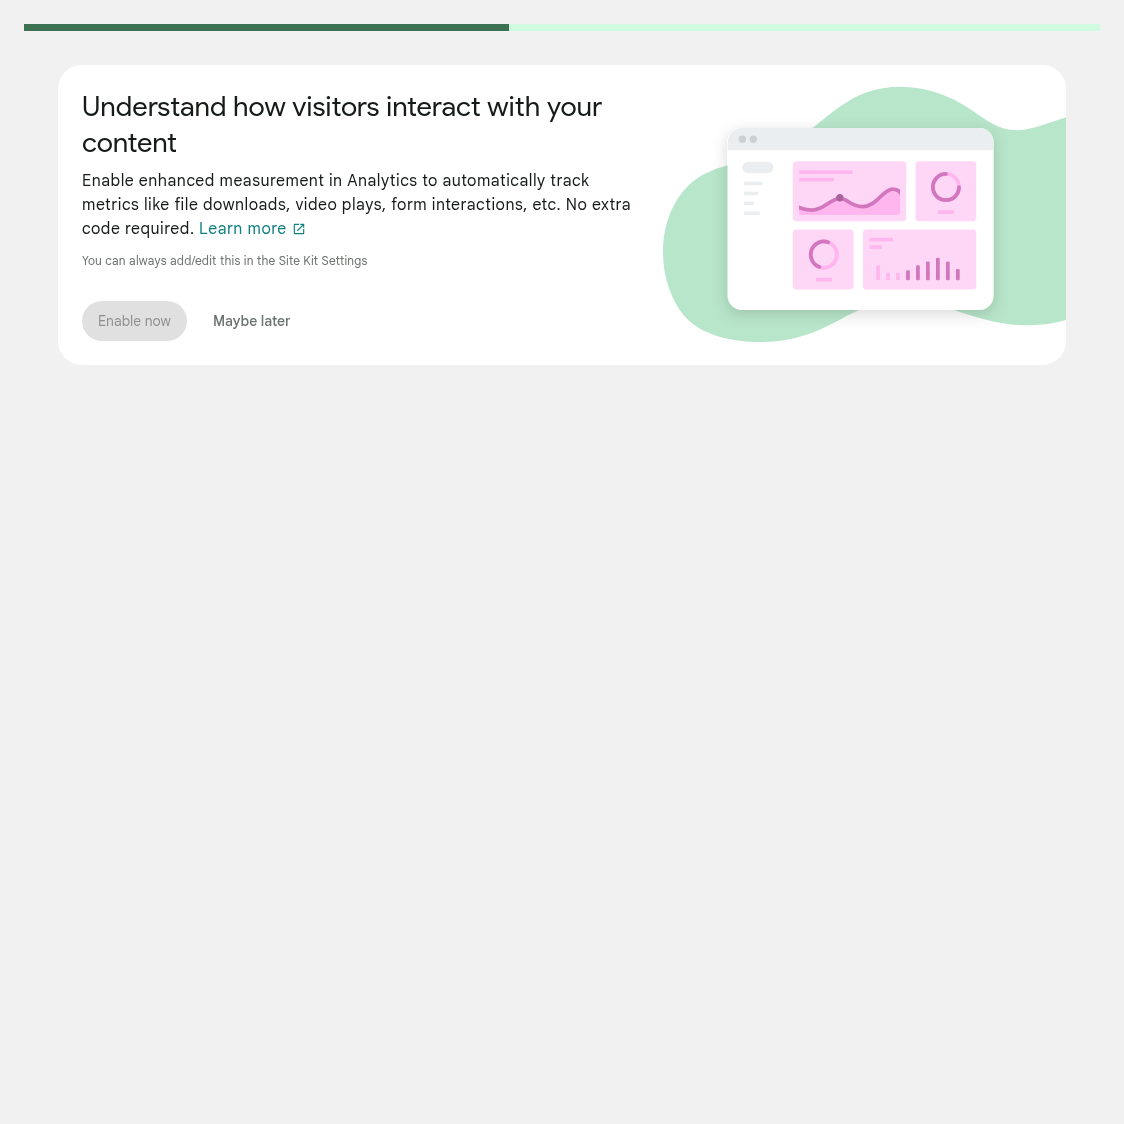 Understand how visitors interact with your
content
Enable enhanced measurement in Analytics to automatically track
metrics like file downloads, video plays, form interactions, etc. No extra
code required. Learn more
You can always add/edit this in the Site Kit Settings
Enable now Maybe later